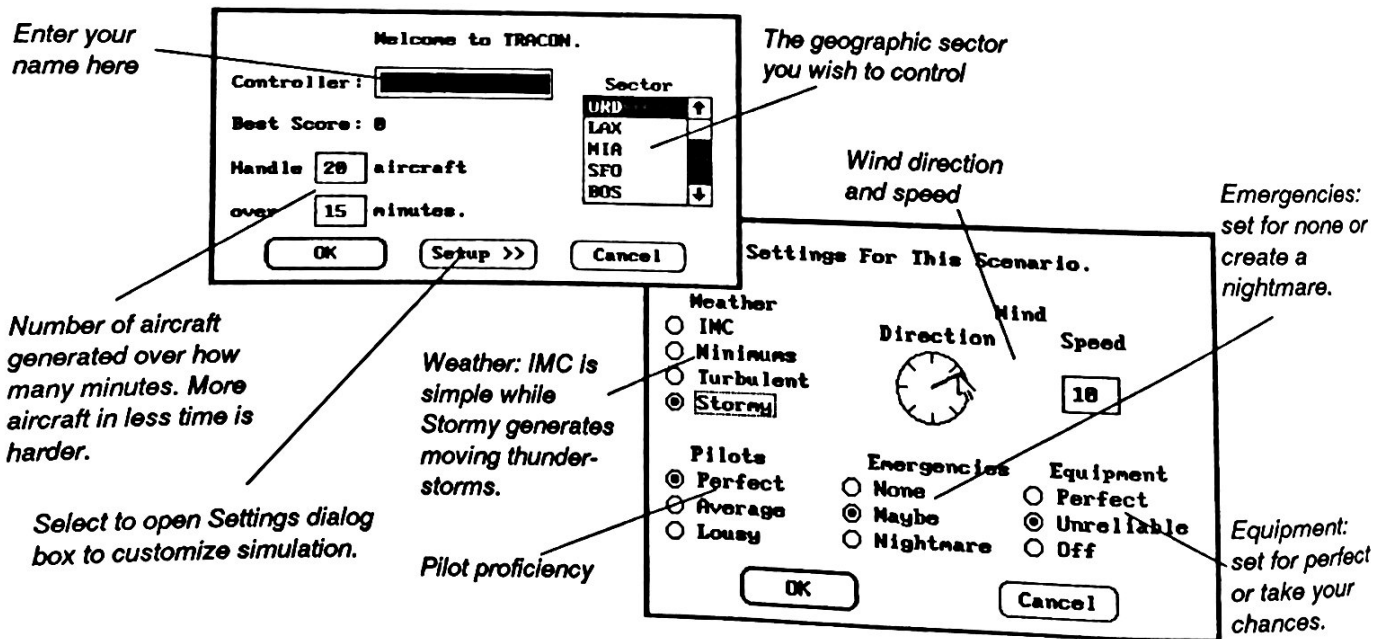 Enter your
name here
Welcome to TRACON.
Controller:
Best Score: 0
Handle 20 aircraft
over 15 minutes.
Sector
ORD
LAX
MIA
SFO
BOS
OK
Setup >>
Cancel
The geographic sector
you wish to control
Number of aircraft
generated over how
many minutes. More
aircraft in less time is
harder.
Select to open Settings dialog
box to customize simulation.
Wind direction
and speed
Emergencies:
set for none or
create a
nightmare.
Weather: IMC is
simple while
Stormy generates
moving thunder-
storms.
Pilot proficiency
Settings For This Scenario.
Weather
IMC
Minimums
Turbulent
Stormy
Wind
Direction
Speed
10
Pilots
Perfect
Average
Lousy
Emergencies
None
Maybe
Nightmare
Equipment
Perfect
Unreliable
Off
OK
Cancel
Equipment:
set for perfect
or take your
chances.